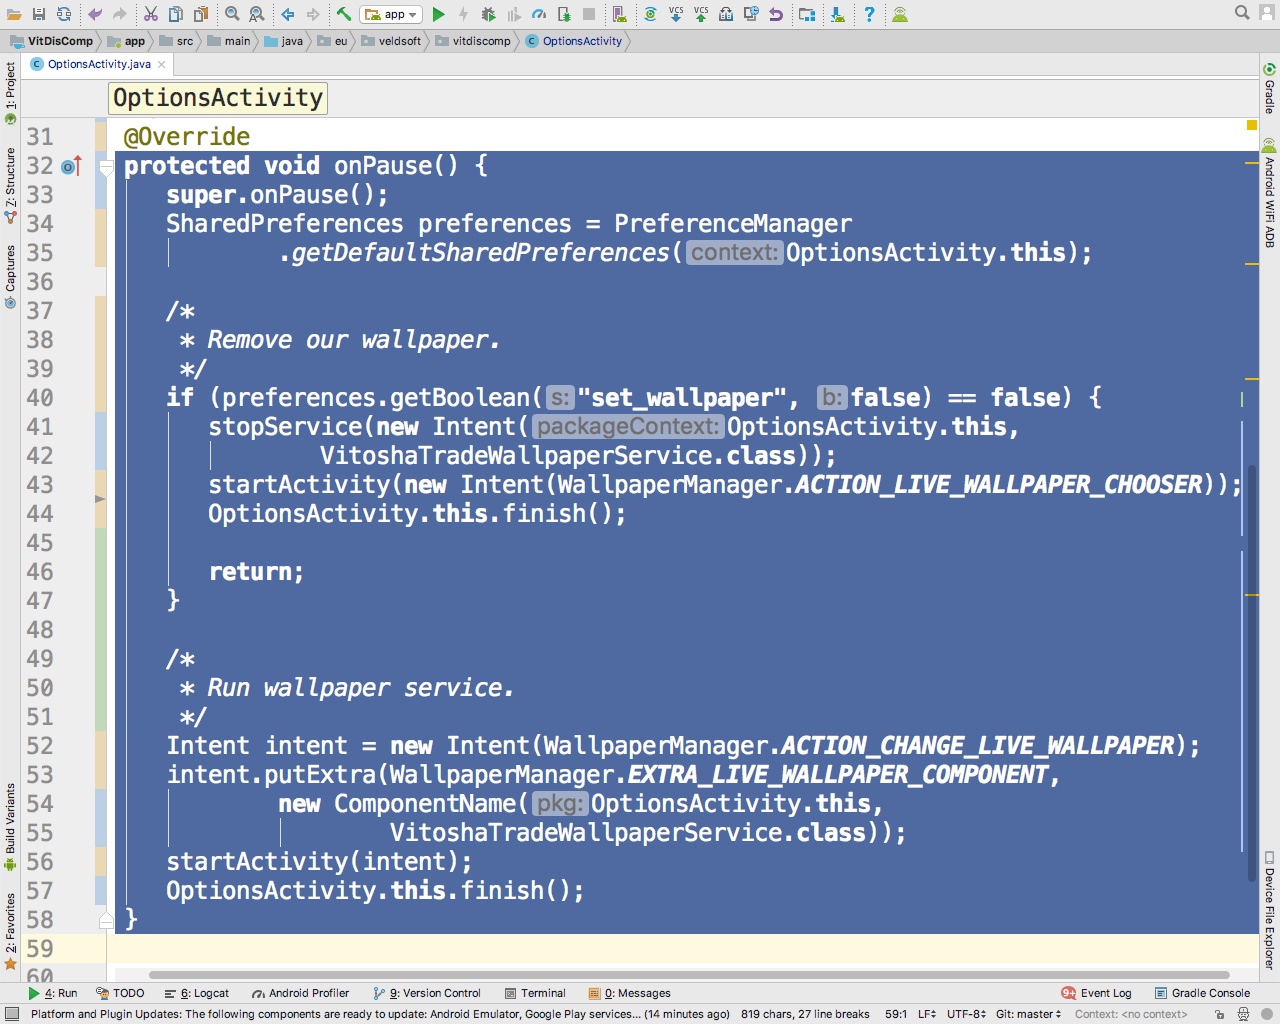 app
VitDisComp app src main java eu veldsoft vitdiscomp OptionsActivity
OptionsActivity.java
OptionsActivity
31 @Override
32 protected void onPause() {
33 super.onPause();
34 SharedPreferences preferences = PreferenceManager
35 .getDefaultSharedPreferences( context: OptionsActivity.this);
36
37 /*
38 * Remove our wallpaper.
39 */
40 if (preferences.getBoolean( s: "set_wallpaper", b: false) == false) {
41 stopService(new Intent( packageContext: OptionsActivity.this,
42 VitoshaTradeWallpaperService.class));
43 startActivity(new Intent(WallpaperManager.ACTION_LIVE_WALLPAPER_CHOOSER));
44 OptionsActivity.this.finish();
45
46 return;
47 }
48
49 /*
50 * Run wallpaper service.
51 */
52 Intent intent = new Intent(WallpaperManager.ACTION_CHANGE_LIVE_WALLPAPER);
53 intent.putExtra(WallpaperManager.EXTRA_LIVE_WALLPAPER_COMPONENT,
54 new ComponentName( pkg: OptionsActivity.this,
55 VitoshaTradeWallpaperService.class));
56 startActivity(intent);
57 OptionsActivity.this.finish();
58 }
59
60
1: Project
7: Structure
Captures
Build Variants
2: Favorites
Gradle
Android WiFi ADB
Device File Explorer
4: Run TODO 6: Logcat Android Profiler 9: Version Control Terminal 0: Messages 9+ Event Log Gradle Console
Platform and Plugin Updates: The following components are ready to update: Android Emulator, Google Play services... (14 minutes ago) 819 chars, 27 line breaks 59:1 LF UTF-8 Git: master Context: <no context>
VCS VCS